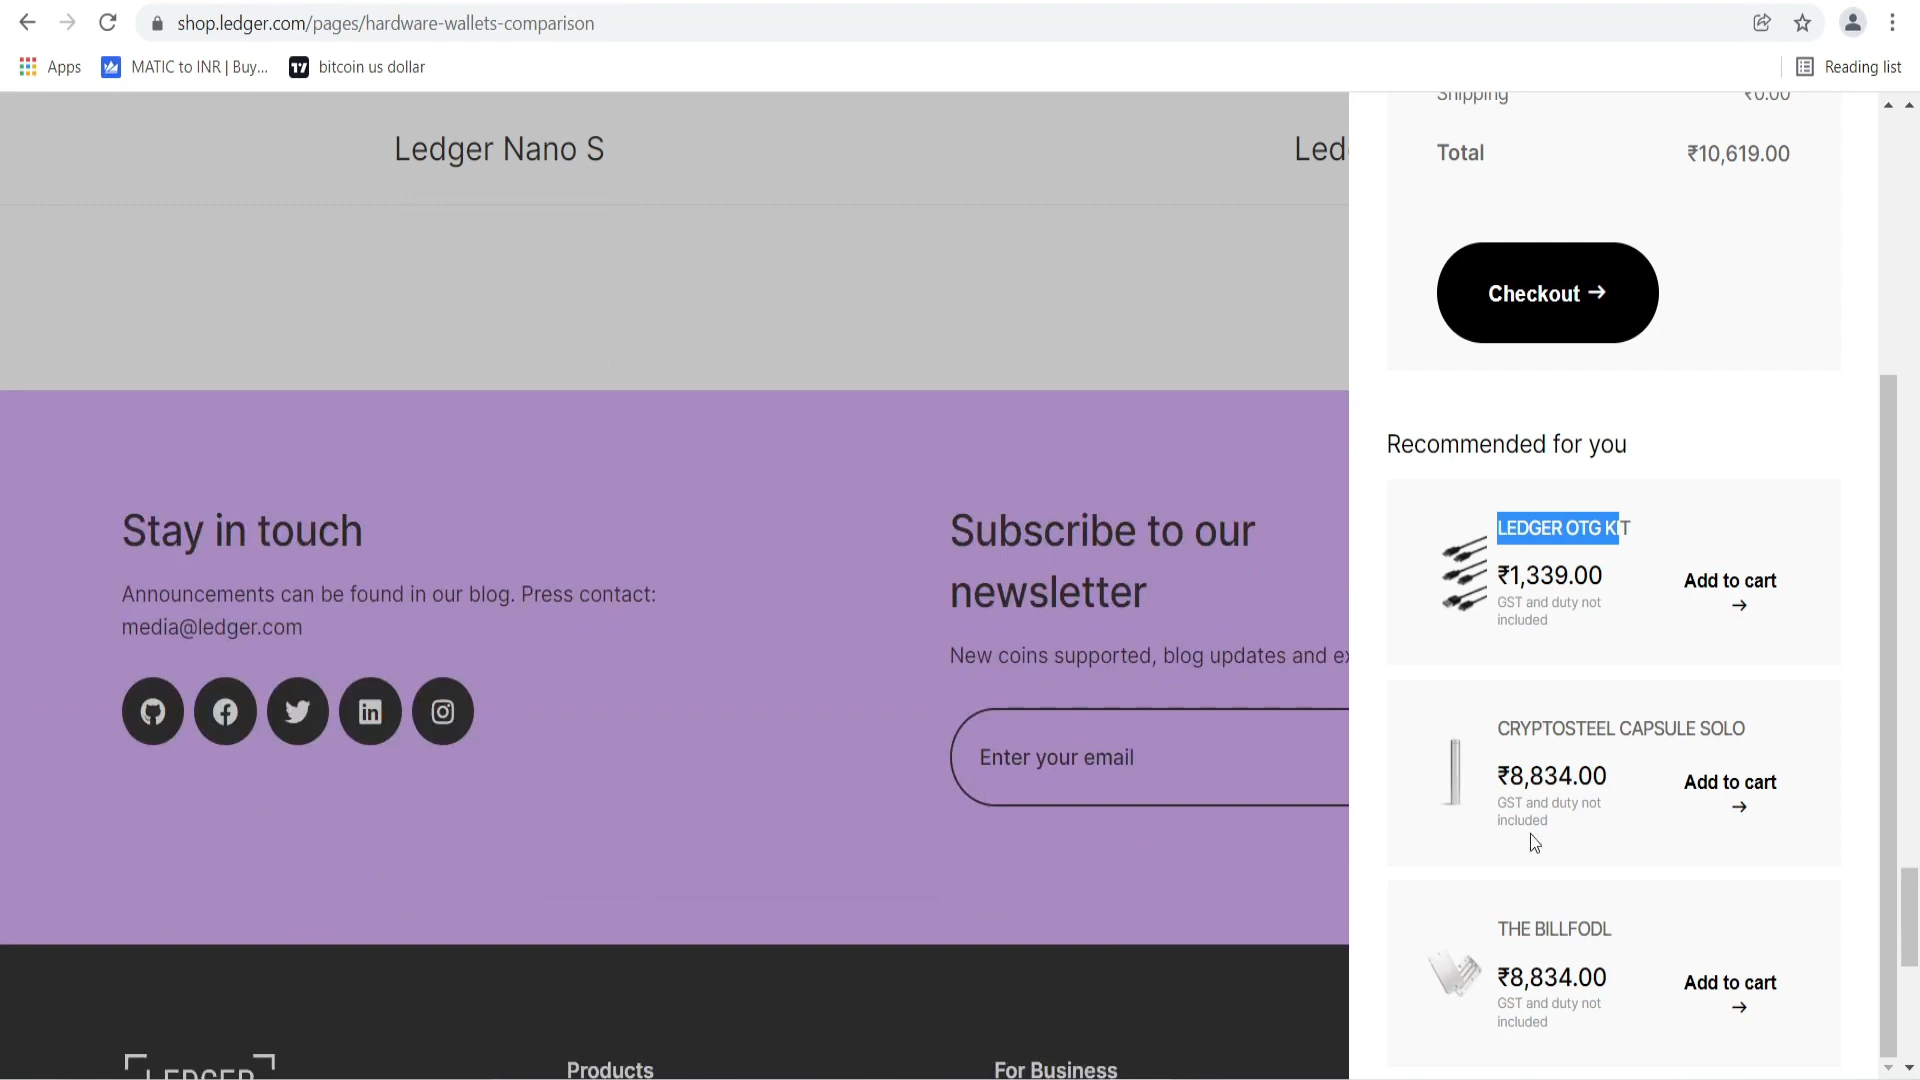 shop.ledger.com/pages/hardware-wallets-comparison
Apps
MATIC to INR | Buy...
bitcoin us dollar
Reading list
Ledger Nano S
Led
Shipping
₹0.00
Total
₹10,619.00
Checkout →
Recommended for you
LEDGER OTG KIT
₹1,339.00
GST and duty not
included
Add to cart
→
CRYPTOSTEEL CAPSULE SOLO
₹8,834.00
GST and duty not
included
Add to cart
→
THE BILLFODL
₹8,834.00
GST and duty not
included
Add to cart
→
Stay in touch
Announcements can be found in our blog. Press contact:
media@ledger.com
Subscribe to our
newsletter
New coins supported, blog updates and ex
Enter your email
LEDGER
Products
For Business